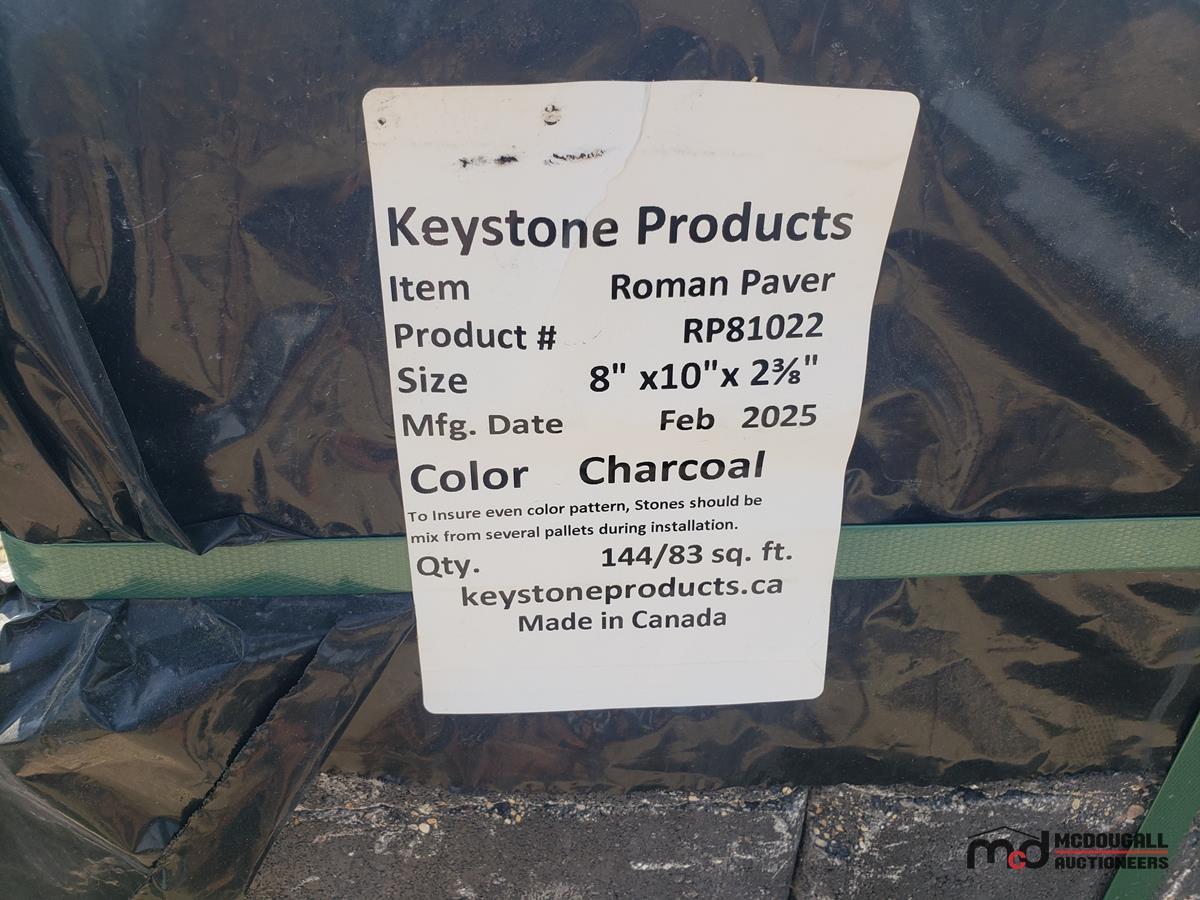 Keystone Products
Item Roman Paver
Product # RP81022
Size 8" x10"x 2⅜"
Mfg. Date Feb 2025
Color Charcoal
To Insure even color pattern, Stones should be
mix from several pallets during installation.
Qty. 144/83 sq. ft.
keystoneproducts.ca
Made in Canada
mcd MCDOUGALL
AUCTIONEERS